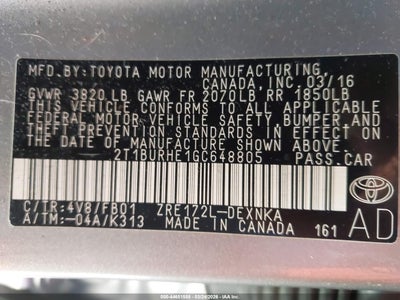 MFD.BY:TOYOTA MOTOR MANUFACTURING
CANADA,INC. 03/16
GVWR 3820LB GAWR FR 2070LB RR 1850LB
THIS VEHICLE CONFORMS TO ALL APPLICABLE
FEDERAL MOTOR VEHICLE SAFETY,BUMPER,AND
THEFT PREVENTION STANDARDS IN EFFECT ON
THE DATE OF MANUFACTURE SHOWN ABOVE.
2T1BURHE1GC648805 PASS.CAR
C/TR:4V8/FB01 ZRE172L-DEXNKA
A/TM:-04A/K313 MADE IN CANADA 161
TOYOTA
AD